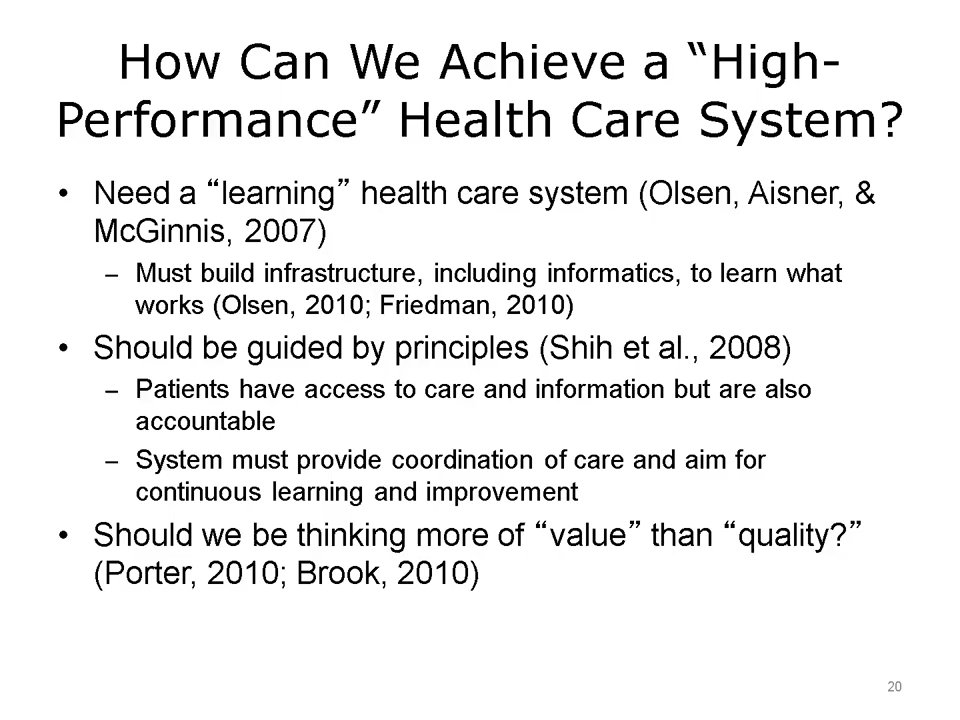 How Can We Achieve a “High-
Performance” Health Care System?
• Need a “learning” health care system (Olsen, Aisner, &
McGinnis, 2007)
– Must build infrastructure, including informatics, to learn what
works (Olsen, 2010; Friedman, 2010)
• Should be guided by principles (Shih et al., 2008)
– Patients have access to care and information but are also
accountable
– System must provide coordination of care and aim for
continuous learning and improvement
• Should we be thinking more of “value” than “quality?”
(Porter, 2010; Brook, 2010)
20